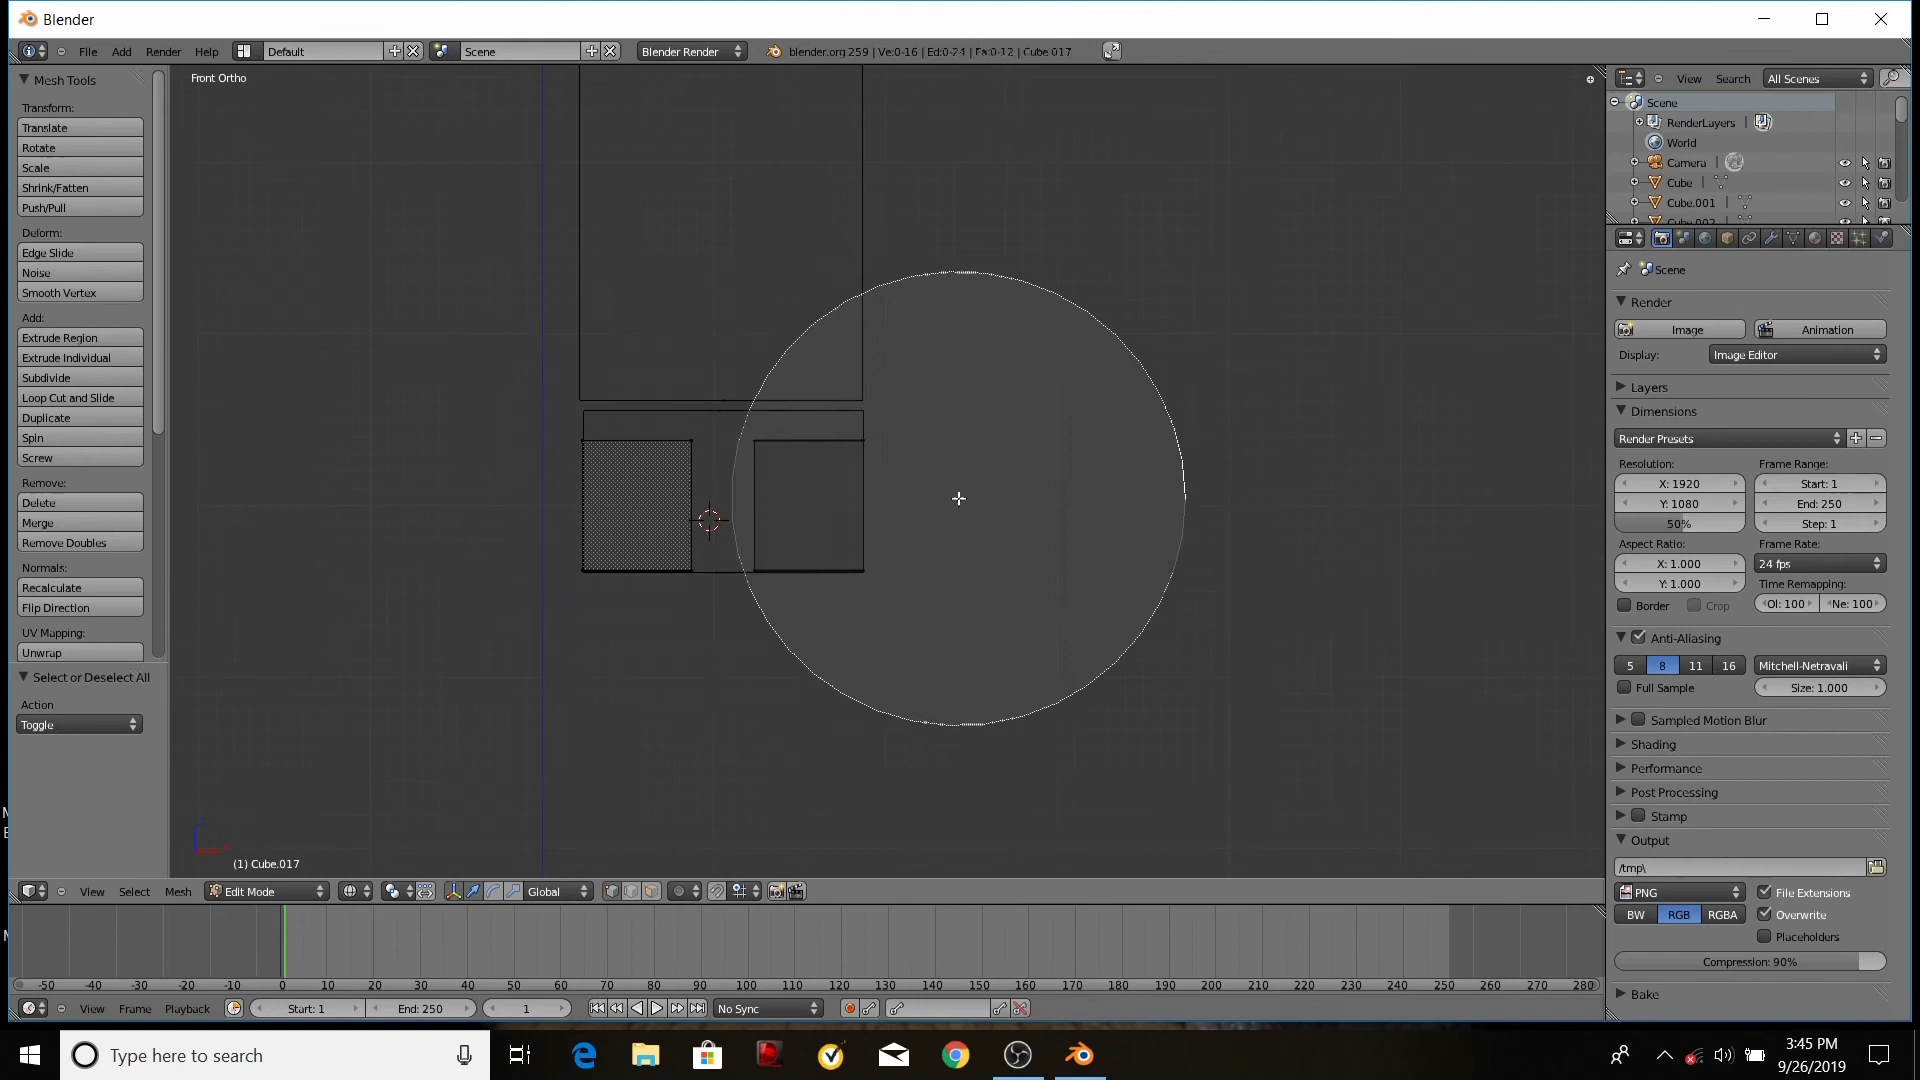 Blender
File Add Render Help Default Scene Blender Render blender.org 259 | Ve:0-16 | Ed:0-24 | Fa:0-12 | Cube.017
Mesh Tools
Transform:
Translate
Rotate
Scale
Shrink/Fatten
Push/Pull
Deform:
Edge Slide
Noise
Smooth Vertex
Add:
Extrude Region
Extrude Individual
Subdivide
Loop Cut and Slide
Duplicate
Spin
Screw
Remove:
Delete
Merge
Remove Doubles
Normals:
Recalculate
Flip Direction
UV Mapping:
Unwrap
Select or Deselect All
Action
Toggle
Front Ortho
(1) Cube.017
View Select Mesh Edit Mode Global
-50 -40 -30 -20 -10 0 10 20 30 40 50 60 70 80 90 100 110 120 130 140 150 160 170 180 190 200 210 220 230 240 250 260 270 280
View Frame Playback Start: 1 End: 250 1 No Sync
View Search All Scenes
Scene
RenderLayers
World
Camera
Cube
Cube.001
Cube.002
Scene
Render
Image Animation
Display: Image Editor
Layers
Dimensions
Render Presets
Resolution: Frame Range:
X: 1920 Start: 1
Y: 1080 End: 250
50% Step: 1
Aspect Ratio: Frame Rate:
X: 1.000 24 fps
Y: 1.000 Time Remapping:
Border Crop Ol: 100 Ne: 100
Anti-Aliasing
5 8 11 16 Mitchell-Netravali
Full Sample Size: 1.000
Sampled Motion Blur
Shading
Performance
Post Processing
Stamp
Output
/tmp\
PNG File Extensions
BW RGB RGBA Overwrite
Placeholders
Compression: 90%
Bake
Type here to search
3:45 PM
9/26/2019